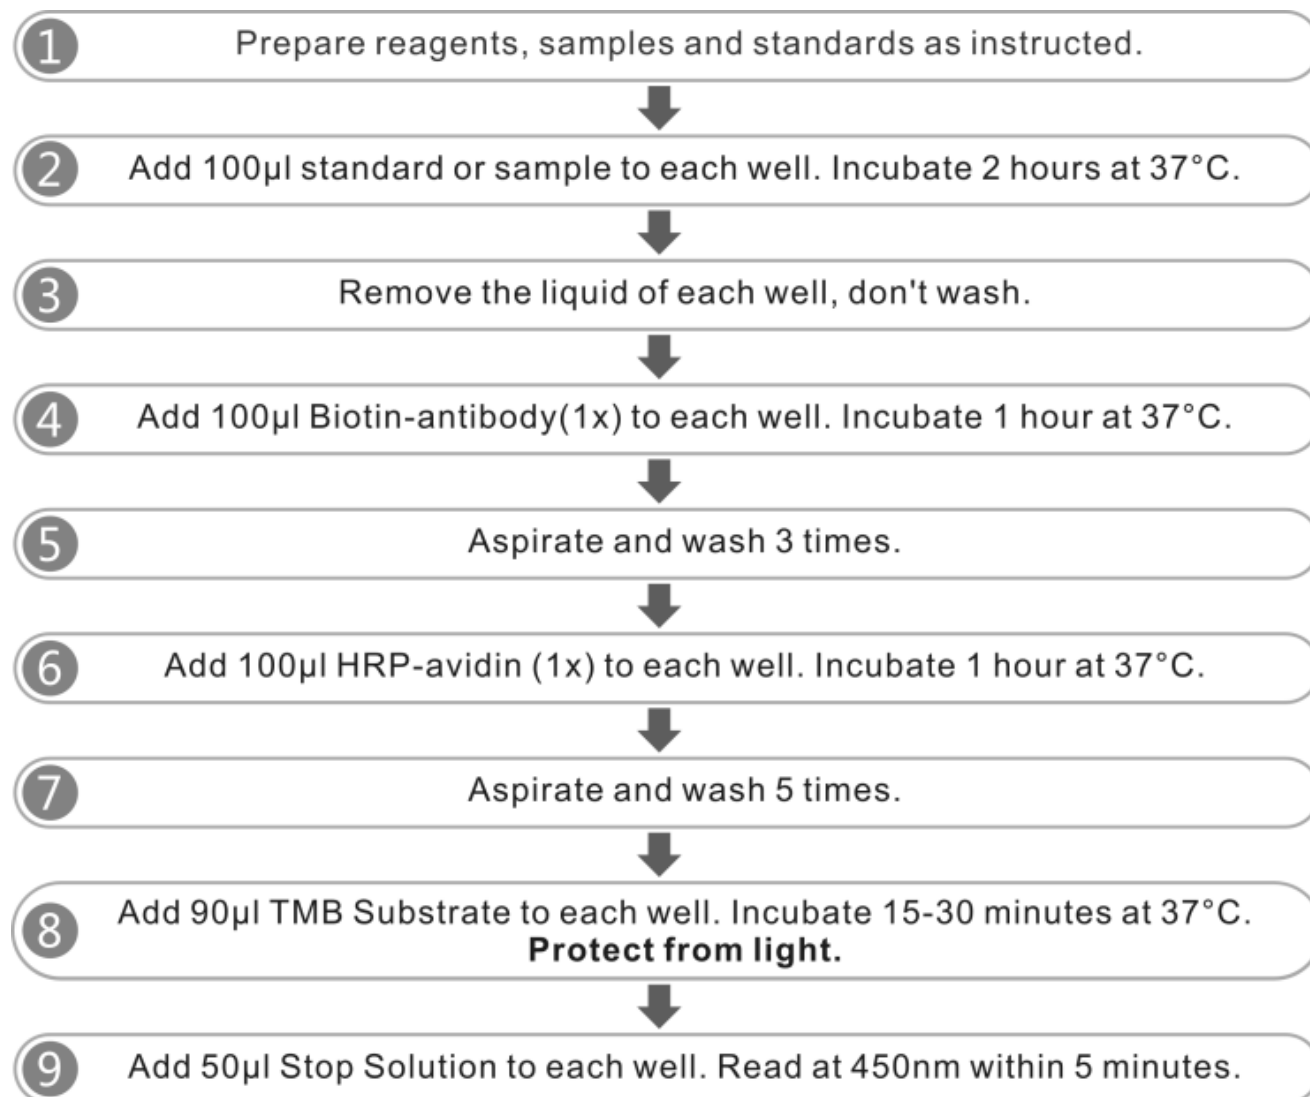 1
Prepare reagents, samples and standards as instructed.
2
Add 100µl standard or sample to each well. Incubate 2 hours at 37°C.
3
Remove the liquid of each well, don't wash.
4
Add 100µl Biotin-antibody(1x) to each well. Incubate 1 hour at 37°C.
5
Aspirate and wash 3 times.
6
Add 100µl HRP-avidin (1x) to each well. Incubate 1 hour at 37°C.
7
Aspirate and wash 5 times.
8
Add 90µl TMB Substrate to each well. Incubate 15-30 minutes at 37°C.
Protect from light.
9
Add 50µl Stop Solution to each well. Read at 450nm within 5 minutes.